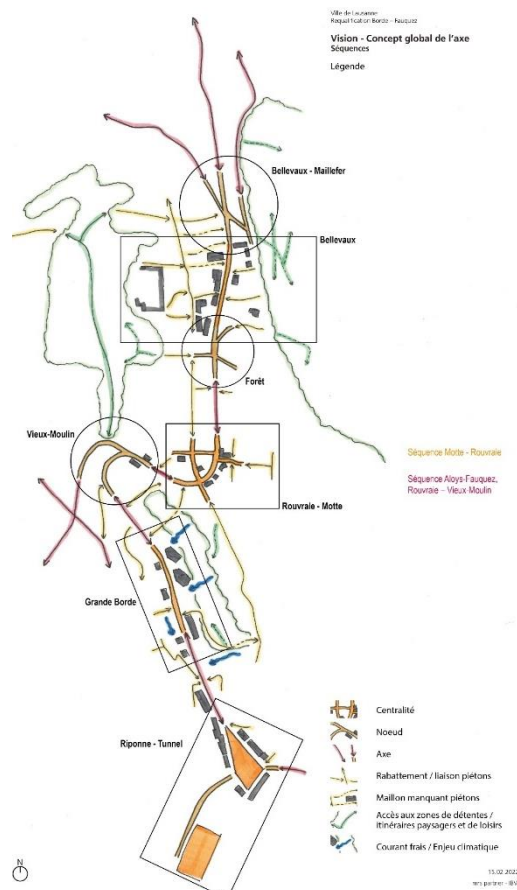 Ville de Lausanne
Requalification Borde – Fauquez
Vision - Concept global de l'axe
Séquences
Légende
Bellevaux - Maillefer
Bellevaux
Forêt
Vieux-Moulin
Séquence Motte - Rouvraie
Séquence Aloys-Fauquez,
Rouvraie – Vieux Moulin
Rouvraie - Motte
Grande Borde
Riponne - Tunnel
Centralité
Noeud
Axe
Rabattement / liaison piétons
Maillon manquant piétons
Accès aux zones de détentes /
itinéraires paysagers et de loisirs
Courant frais / Enjeu climatique
N
15.02.2022